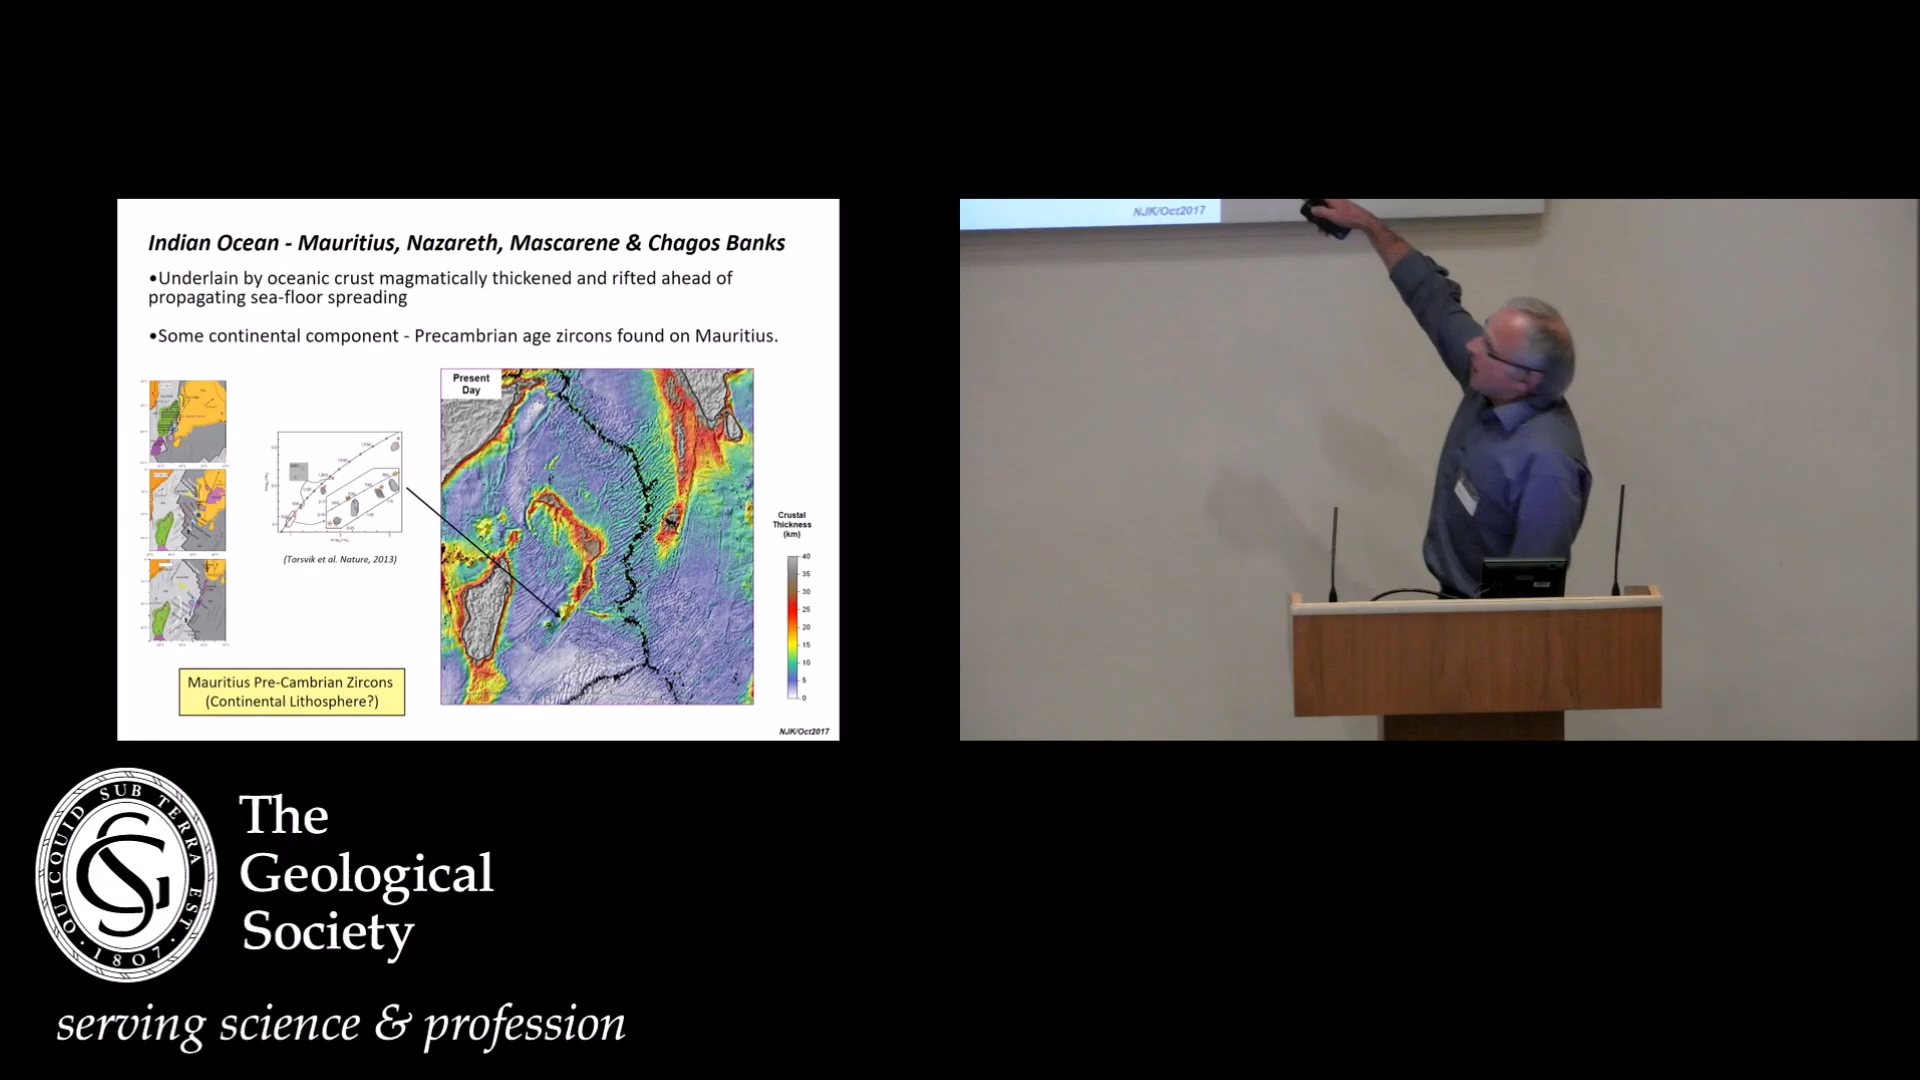 Indian Ocean - Mauritius, Nazareth, Mascarene & Chagos Banks
•Underlain by oceanic crust magmatically thickened and rifted ahead of
propagating sea-floor spreading
•Some continental component - Precambrian age zircons found on Mauritius.
Present
Day
(Torsvik et al. Nature, 2013)
Crustal
Thickness
(km)
40
35
30
25
20
15
10
5
0
Mauritius Pre-Cambrian Zircons
(Continental Lithosphere?)
NJK/Oct2017
NJK/Oct2017
QUICQUID SUB TERRA EST
· 1807 ·
The
Geological
Society
serving science & profession